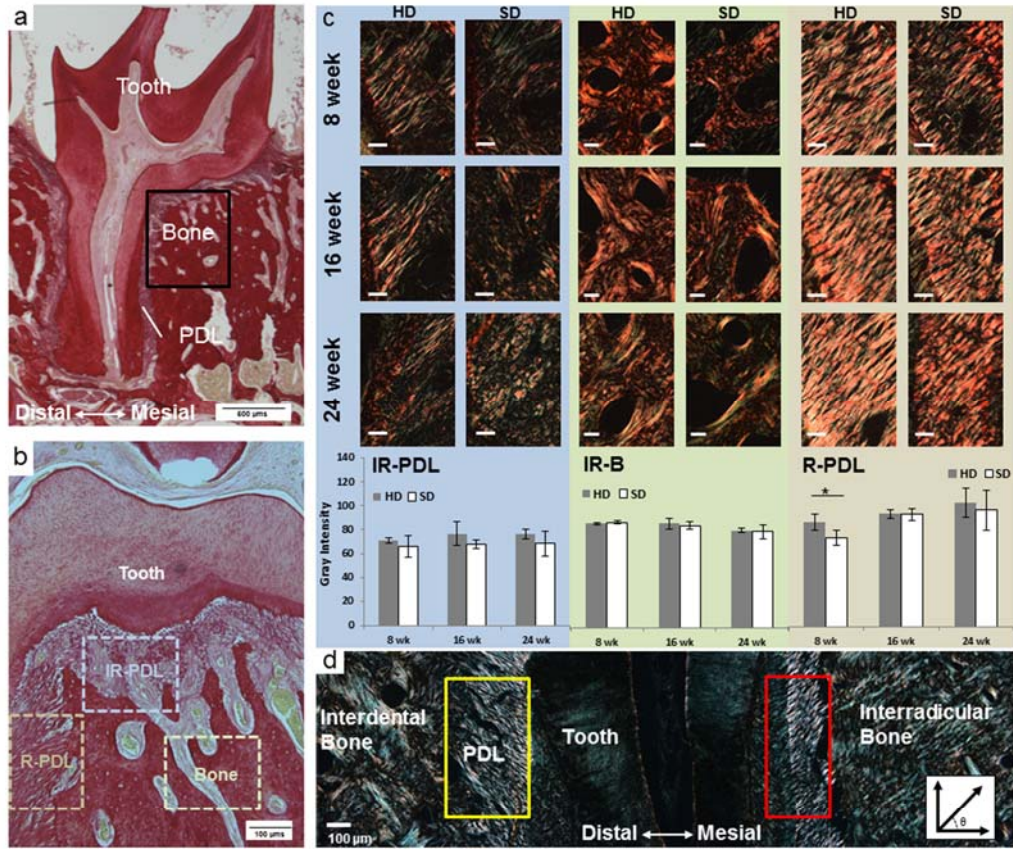 a
Tooth
Bone
PDL
Distal Mesial
600 µms
b
Tooth
IR-PDL
R-PDL
Bone
100 µms
c
HD SD HD SD HD SD
8 week
16 week
24 week
IR-PDL IR-B R-PDL
HD SD
HD SD
HD SD
*
Gray Intensity
140
120
100
80
60
40
20
0
8 wk 16 wk 24 wk 8 wk 16 wk 24 wk 8 wk 16 wk 24 wk
d
Interdental
Bone
PDL
Tooth
Interradicular
Bone
100 µm
Distal Mesial
θ